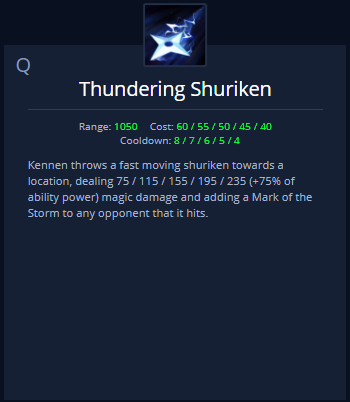 Q
Thundering Shuriken
Range: 1050 Cost: 60 / 55 / 50 / 45 / 40
Cooldown: 8 / 7 / 6 / 5 / 4
Kennen throws a fast moving shuriken towards a
location, dealing 75 / 115 / 155 / 195 / 235 (+75% of
ability power) magic damage and adding a Mark of the
Storm to any opponent that it hits.